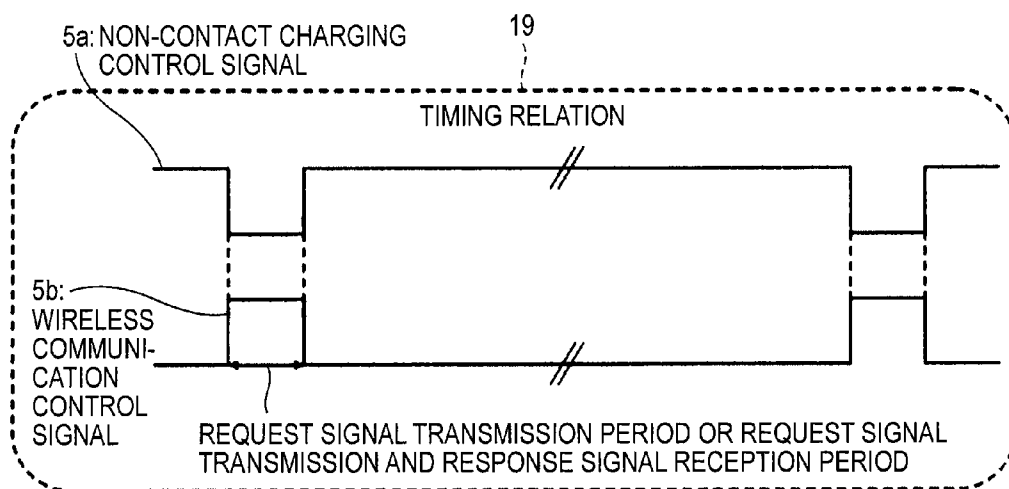 19
5a: NON-CONTACT CHARGING
CONTROL SIGNAL
TIMING RELATION
5b:
WIRELESS
COMMUNI-
CATION
CONTROL
SIGNAL
REQUEST SIGNAL TRANSMISSION PERIOD OR REQUEST SIGNAL
TRANSMISSION AND RESPONSE SIGNAL RECEPTION PERIOD